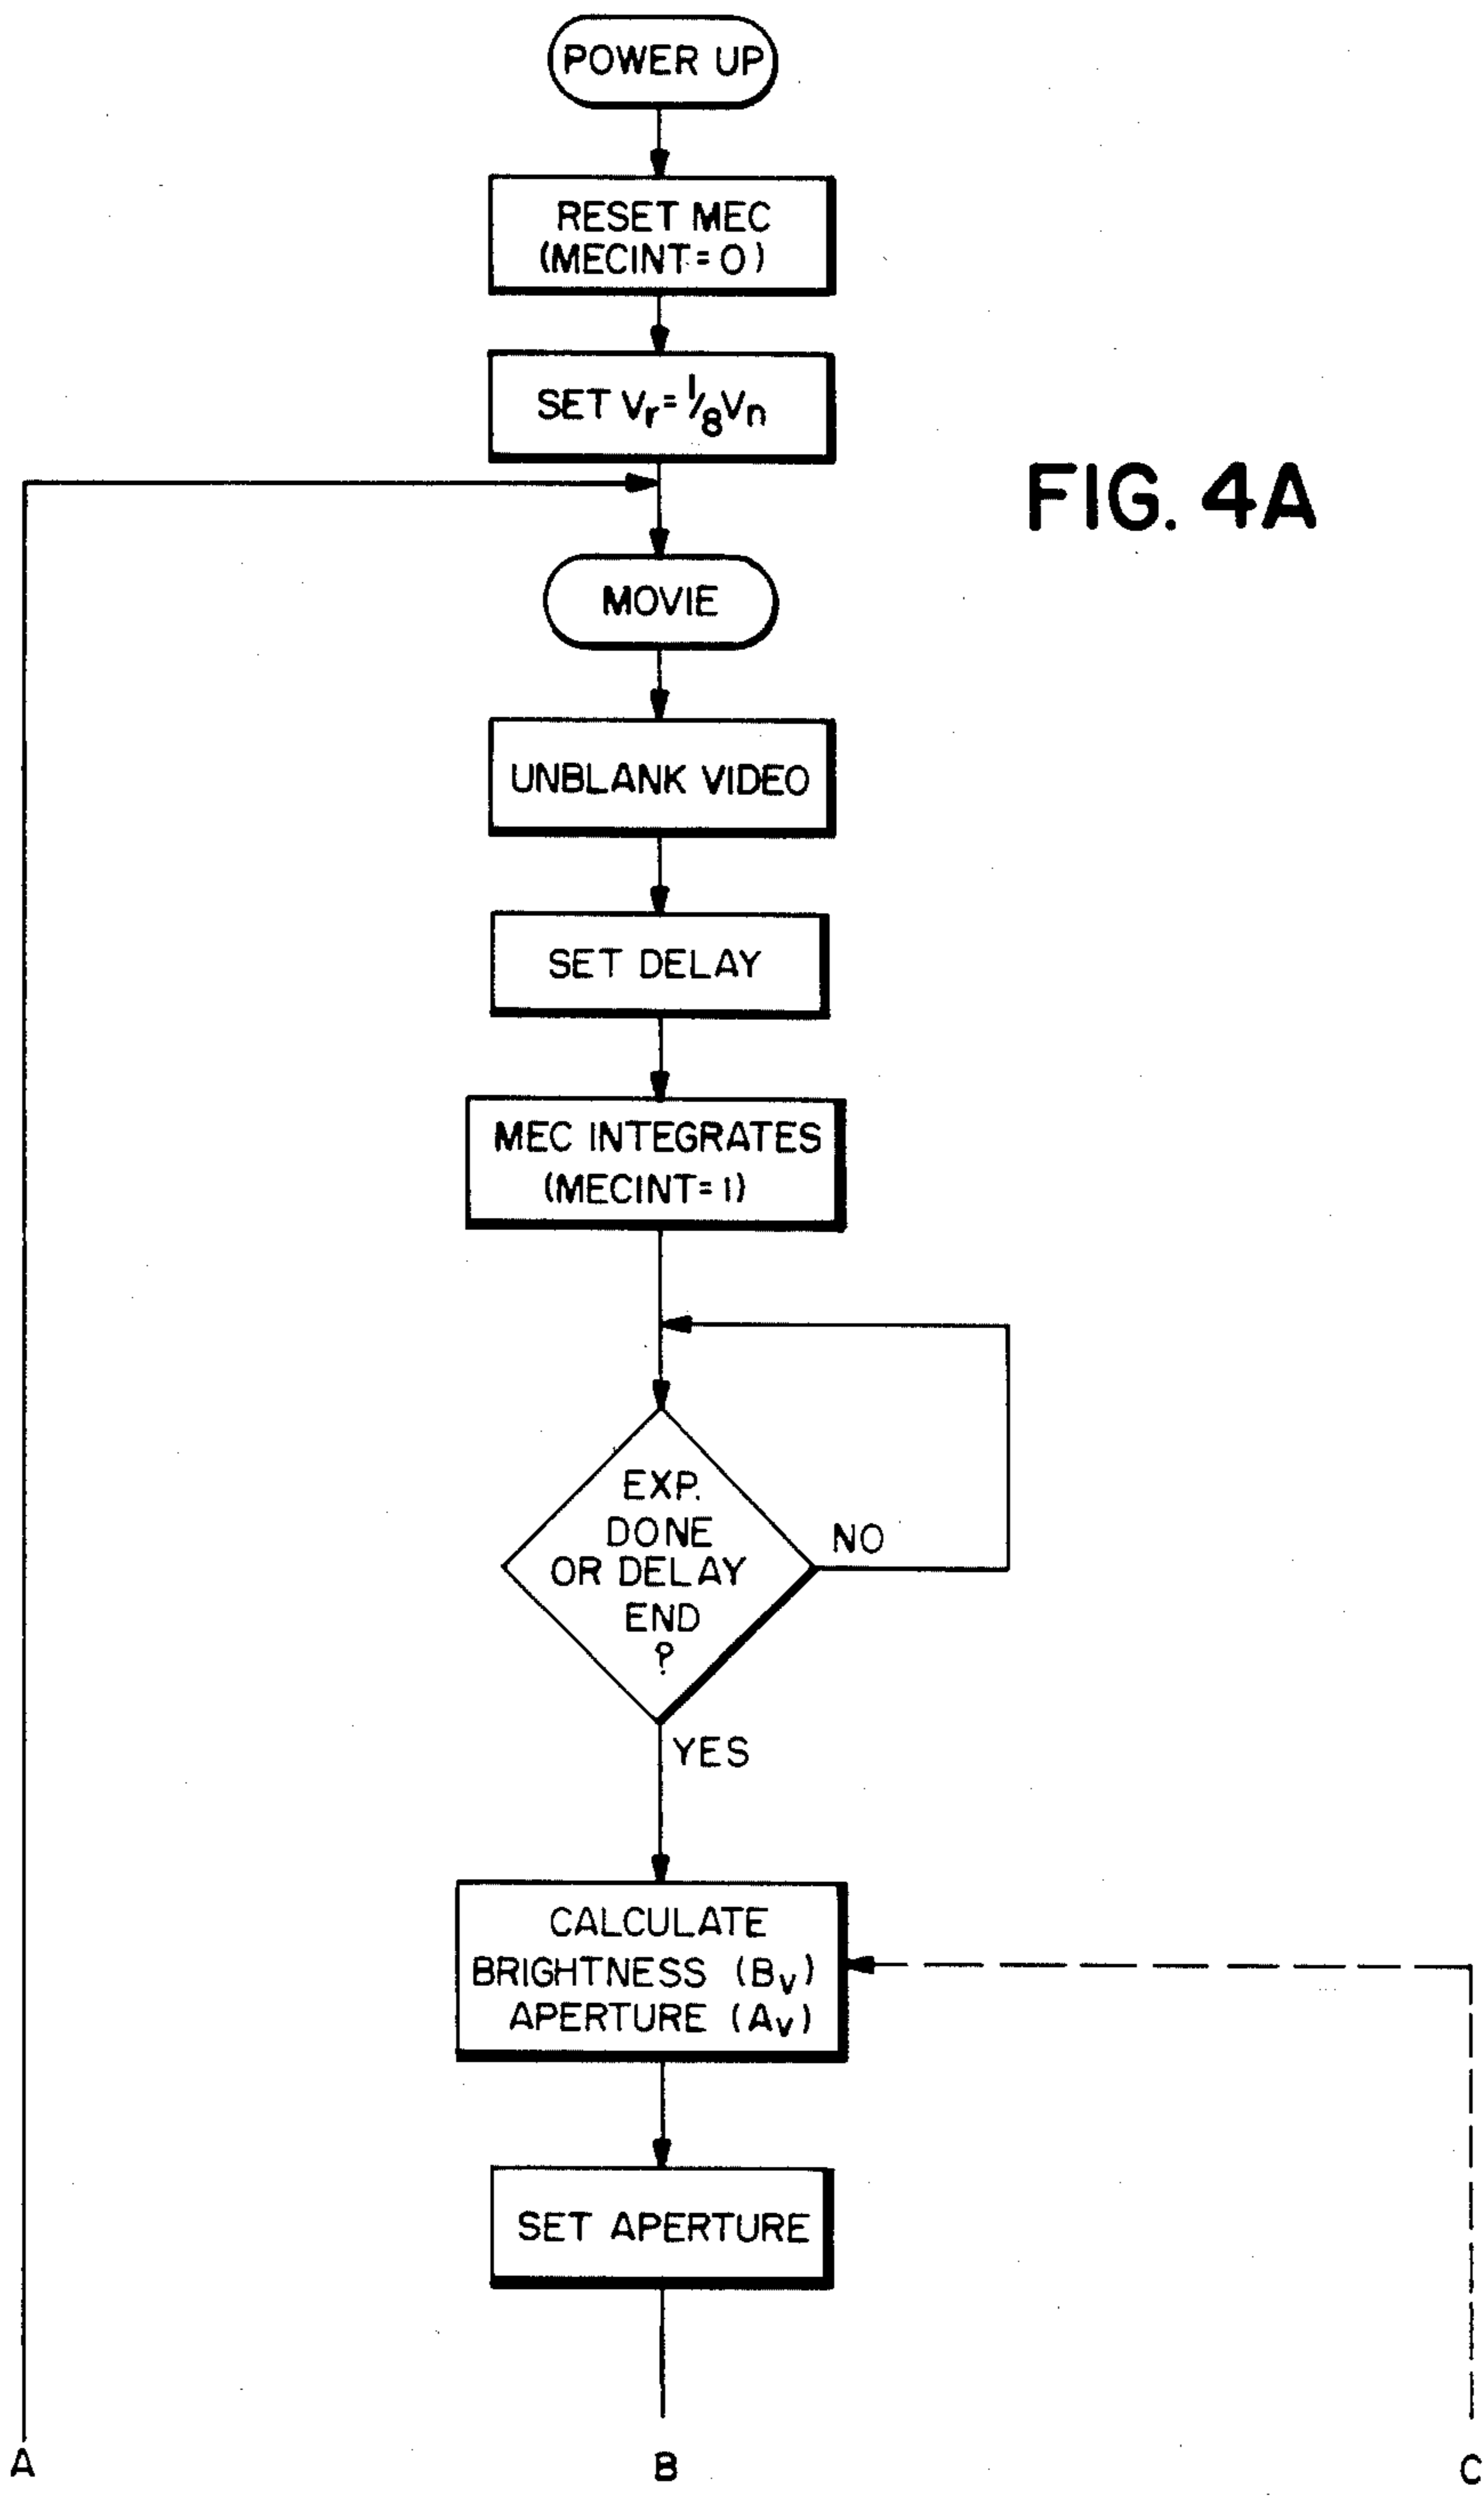 POWER UP
RESET MEC
(MECINT=0)
SET Vr=1/8Vn
FIG. 4A
MOVIE
UNBLANK VIDEO
SET DELAY
MEC INTEGRATES
(MECINT=1)
EXP.
DONE
OR DELAY
END
?
NO
YES
CALCULATE
BRIGHTNESS (Bv)
APERTURE (Av)
SET APERTURE
A
B
C